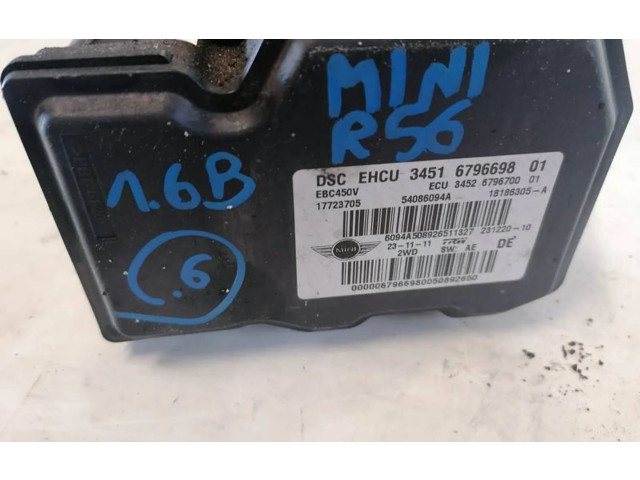 MINI
R56
1.6B
.6
DSC EHCU 3451 6796698 01
EBC450V ECU 3452 6796700 01
17723705 54086094A 18186305-A
6094A508926511327 231220-10
MINI 23-11-11 TRW DE
2WD SW: AE
0000067966980050892650